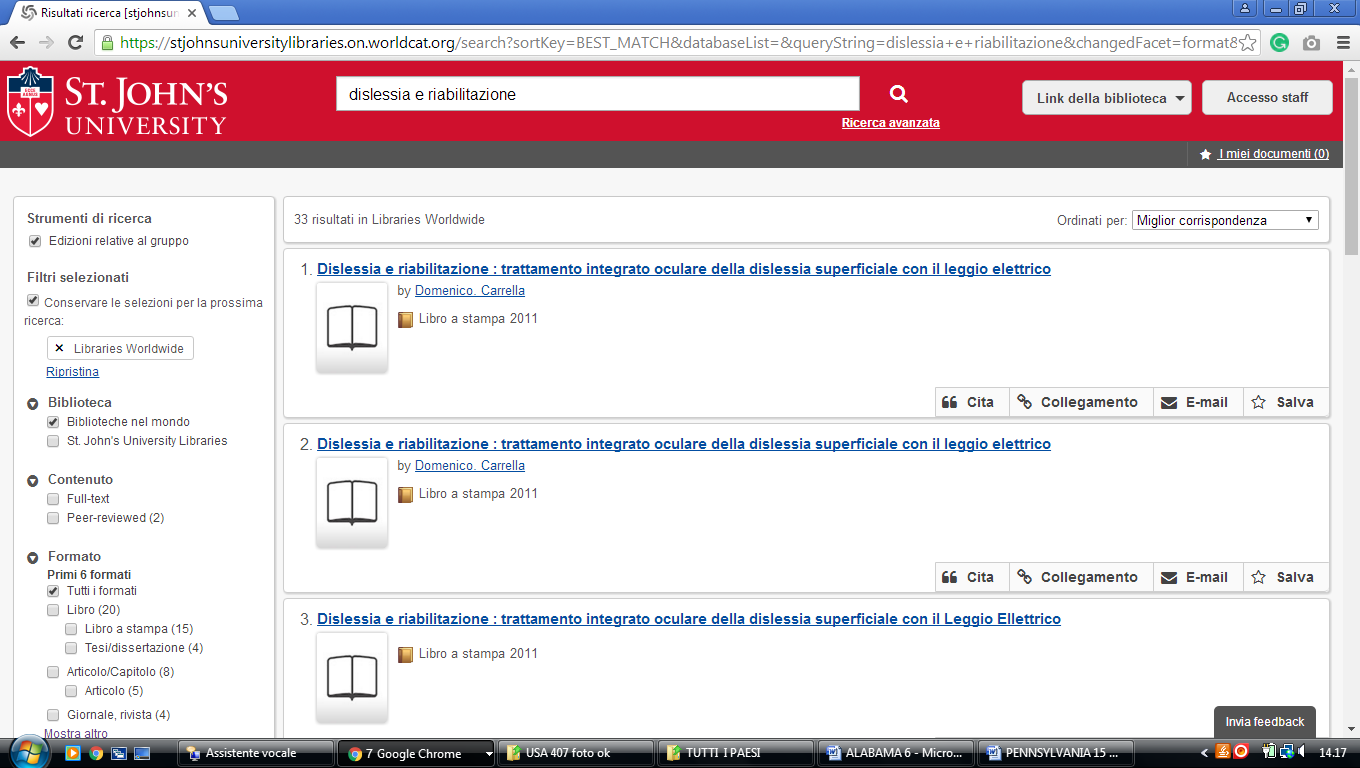 Risultati ricerca [stjohnsun
https://stjohnsuniversitylibraries.on.worldcat.org/search?sortKey=BEST_MATCH&databaseList=&queryString=dislessia+e+riabilitazione&changedFacet=format&
ECCE AGNUS
ST. JOHN'S
UNIVERSITY
dislessia e riabilitazione
Ricerca avanzata
Link della biblioteca
Accesso staff
I miei documenti (0)
Strumenti di ricerca
Edizioni relative al gruppo
Filtri selezionati
Conservare le selezioni per la prossima
ricerca:
× Libraries Worldwide
Ripristina
Biblioteca
Biblioteche nel mondo
St. John's University Libraries
Contenuto
Full-text
Peer-reviewed (2)
Formato
Primi 6 formati
Tutti i formati
Libro (20)
Libro a stampa (15)
Tesi/dissertazione (4)
Articolo/Capitolo (8)
Articolo (5)
Giornale, rivista (4)
Mostra altro
33 risultati in Libraries Worldwide
Ordinati per: Miglior corrispondenza
1. Dislessia e riabilitazione : trattamento integrato oculare della dislessia superficiale con il leggio elettrico
by Domenico. Carrella
Libro a stampa 2011
Cita Collegamento E-mail Salva
2. Dislessia e riabilitazione : trattamento integrato oculare della dislessia superficiale con il leggio elettrico
by Domenico. Carrella
Libro a stampa 2011
Cita Collegamento E-mail Salva
3. Dislessia e riabilitazione : trattamento integrato oculare della dislessia superficiale con il Leggio Ellettrico
Libro a stampa 2011
Invia feedback
Assistente vocale
7 Google Chrome
USA 407 foto ok
TUTTI I PAESI
ALABAMA 6 - Micro...
PENNSYLVANIA 15 ...
14.17